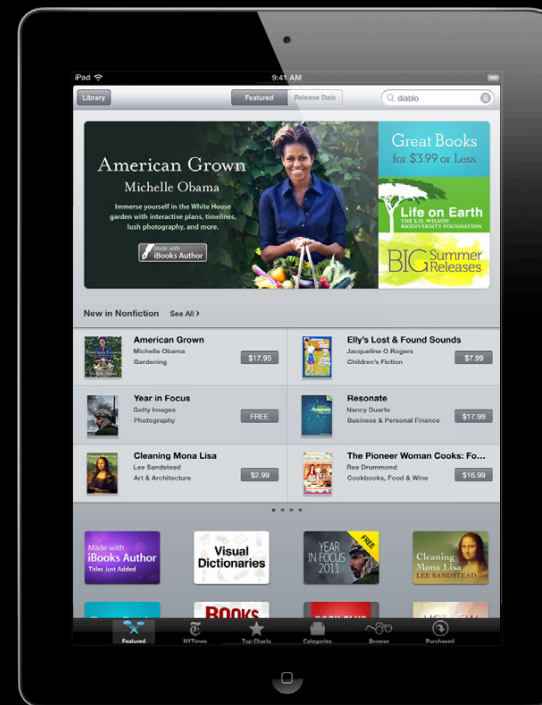 iPad
9:41 AM
Library
Featured
Release Date
diablo
American Grown
Michelle Obama
Immerse yourself in the White House
garden with interactive plans, timelines,
lush photography, and more.
Made with
iBooks Author
Great Books
for $3.99 or Less
Life on Earth
THE E.O. WILSON
BIODIVERSITY FOUNDATION
BIG Summer
Releases
New in Nonfiction See All >
American Grown
Michelle Obama
Gardening
$17.95
Elly's Lost & Found Sounds
Jacqueline O Rogers
Children's Fiction
$7.99
Year in Focus
Getty Images
Photography
FREE
Resonate
Nancy Duarte
Business & Personal Finance
$17.99
Cleaning Mona Lisa
Lee Sandstead
Art & Architecture
$2.99
The Pioneer Woman Cooks: Fo...
Ree Drummond
Cookbooks, Food & Wine
$16.99
Made with
iBooks Author
Titles Just Added
Visual
Dictionaries
YEAR
IN FOCUS
2011
FREE
Cleaning
Mona Lisa
LEE SANDSTEAD
BOOKS
Featured
NYTimes
Top Charts
Categories
Browse
Purchased